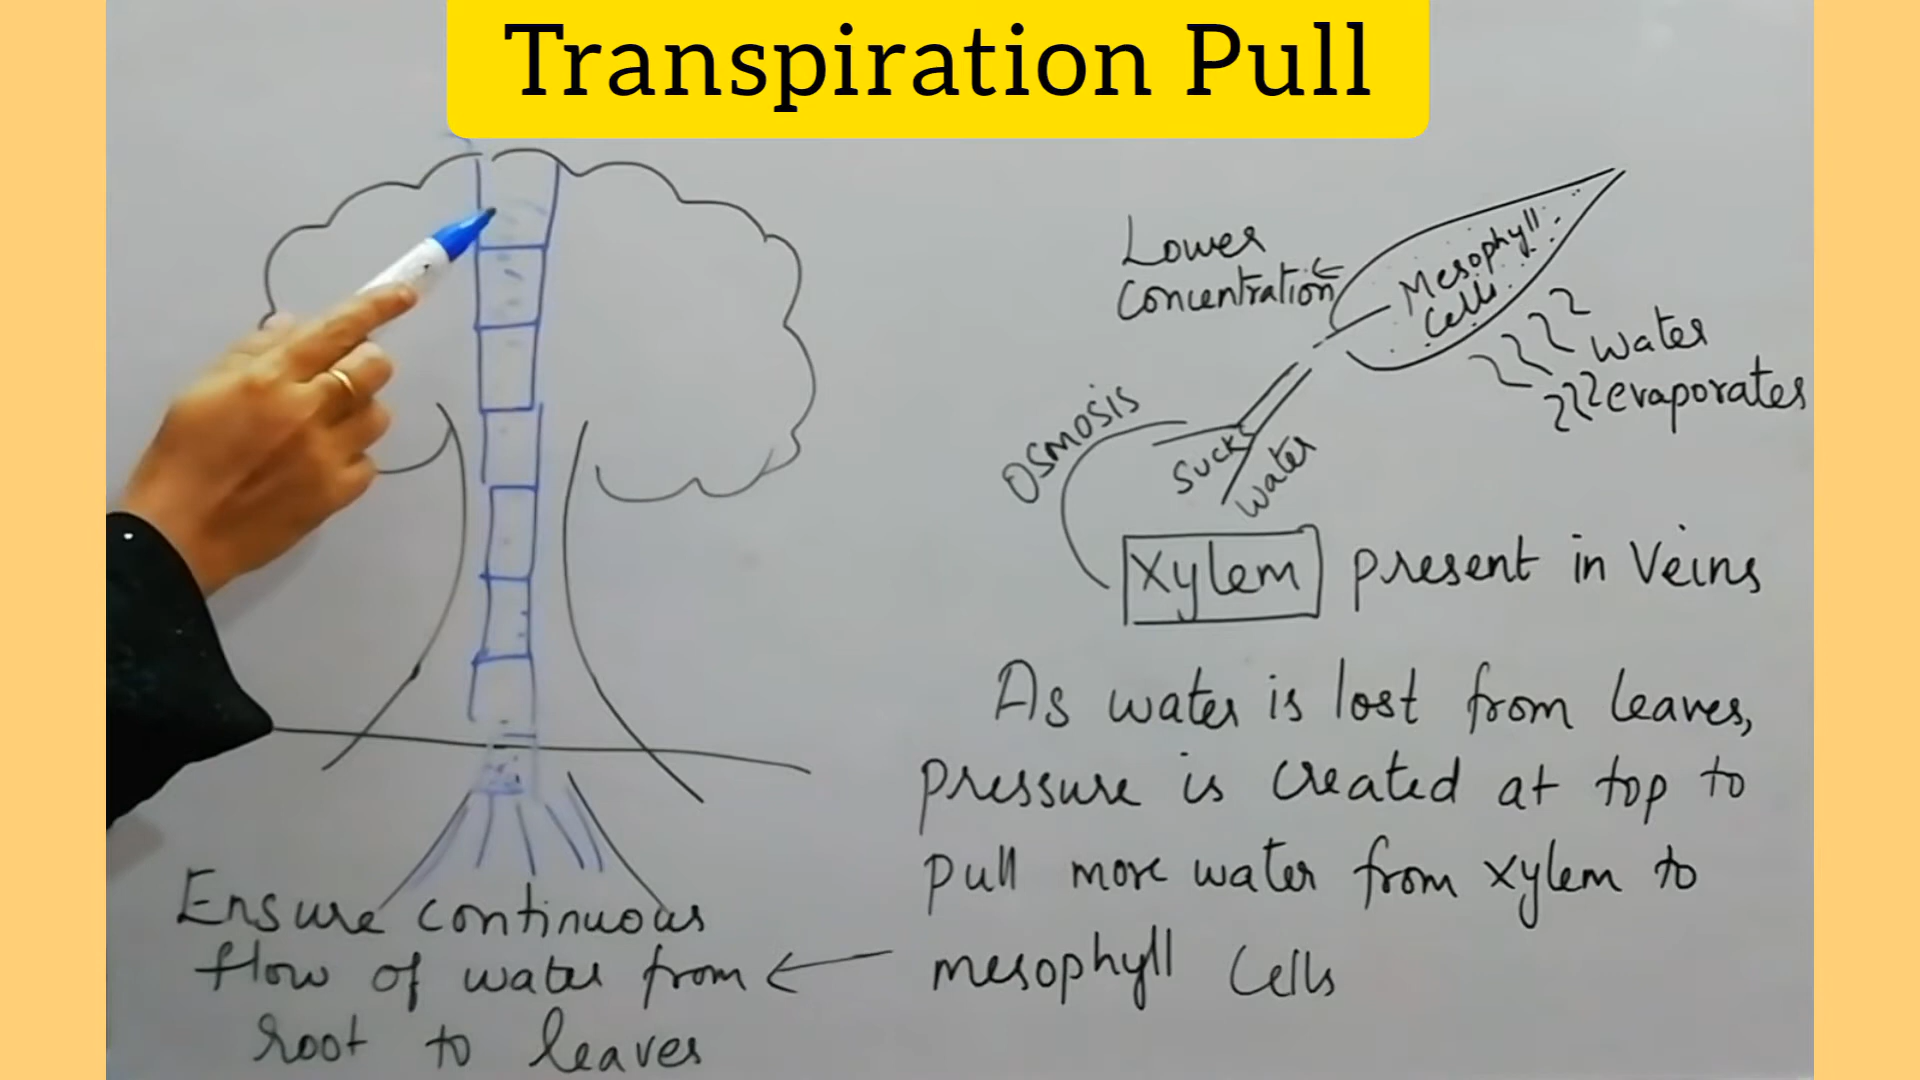 Transpiration Pull
Lower
Concentration
Mesophyll
Cells
Water
evaporates
Osmosis
Suck
Water
Xylem present in Veins
As water is lost from leaves,
pressure is created at top to
pull more water from xylem to
mesophyll cells
Ensure continuous
flow of water from
root to leaves